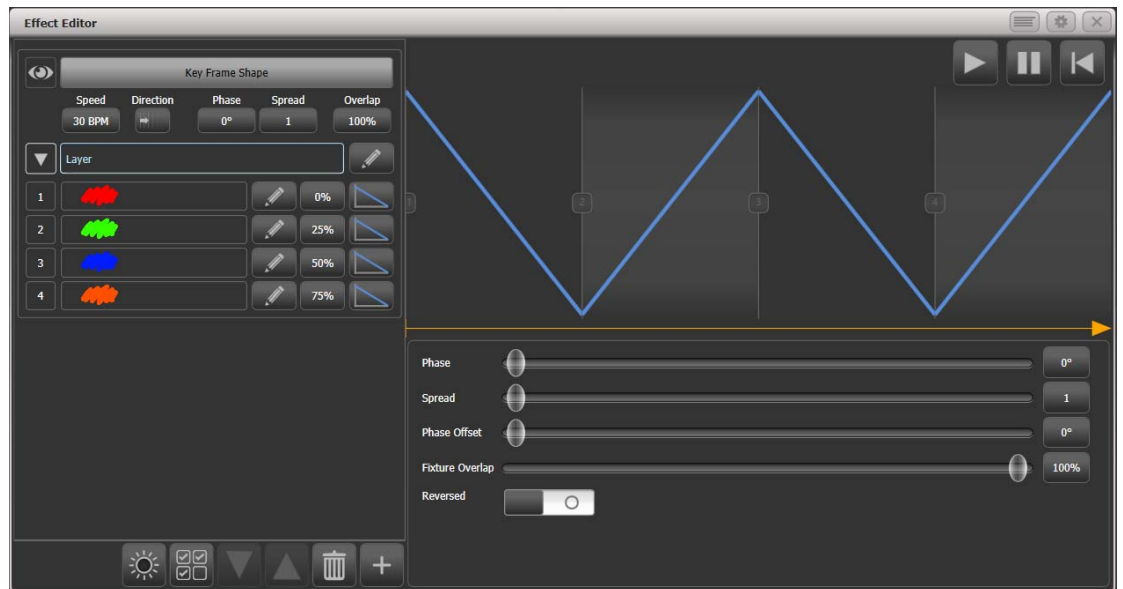 Effect Editor
Key Frame Shape
Speed Direction Phase Spread Overlap
30 BPM 0° 1 100%
Layer
1 0%
2 25%
3 50%
4 75%
1 2 3 4
Phase 0°
Spread 1
Phase Offset 0°
Fixture Overlap 100%
Reversed